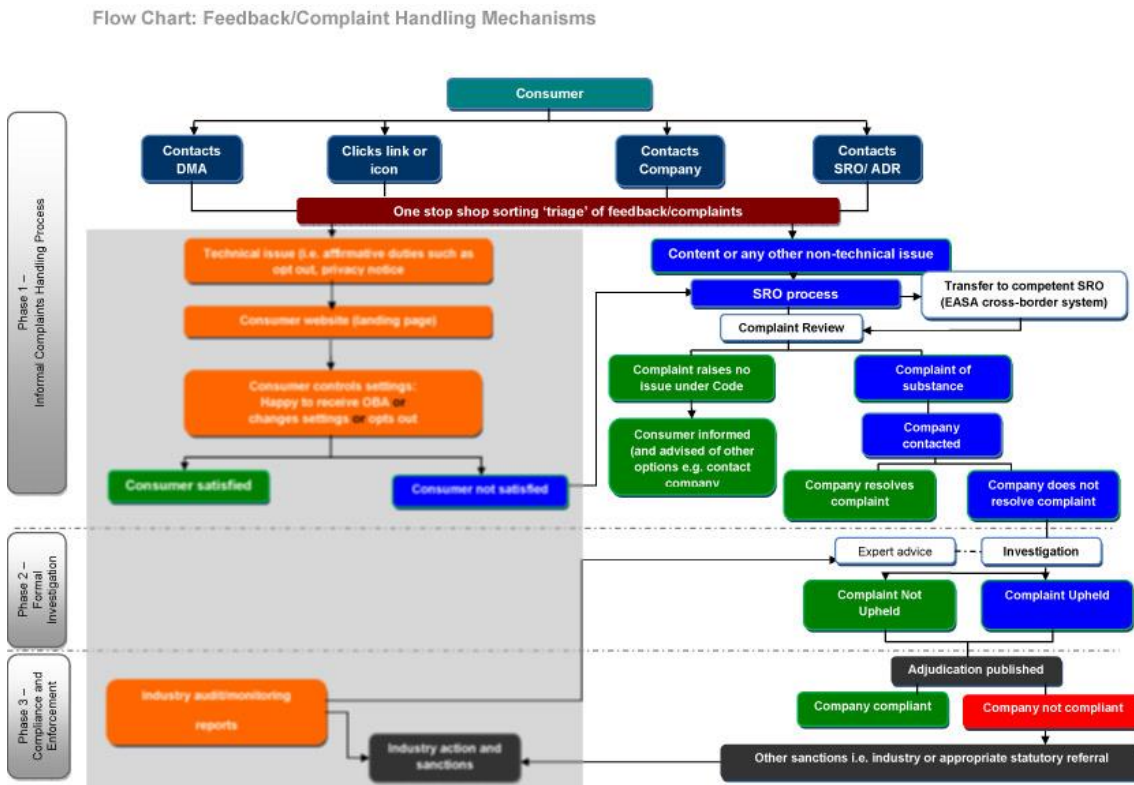 Flow Chart: Feedback/Complaint Handling Mechanisms
Consumer
Contacts
DMA
Clicks link or
icon
Contacts
Company
Contacts
SRO/ ADR
One stop shop sorting ‘triage’ of feedback/complaints
Phase 1 –
Informal Complaints Handling Process
Technical issue (i.e. affirmative duties such as
opt out, privacy notice
Content or any other non-technical issue
SRO process
Transfer to competent SRO
(EASA cross-border system)
Consumer website (landing page)
Complaint Review
Consumer controls settings:
Happy to receive OBA or
changes settings or opts out
Complaint raises no
issue under Code
Complaint of
substance
Consumer informed
(and advised of other
options e.g. contact
company
Company
contacted
Consumer satisfied
Consumer not satisfied
Company resolves
complaint
Company does not
resolve complaint
Phase 2 –
Formal
Investigation
Expert advice
Investigation
Complaint Not
Upheld
Complaint Upheld
Phase 3 –
Compliance and
Enforcement
Adjudication published
Industry audit/monitoring
reports
Company compliant
Company not compliant
Industry action and
sanctions
Other sanctions i.e. industry or appropriate statutory referral